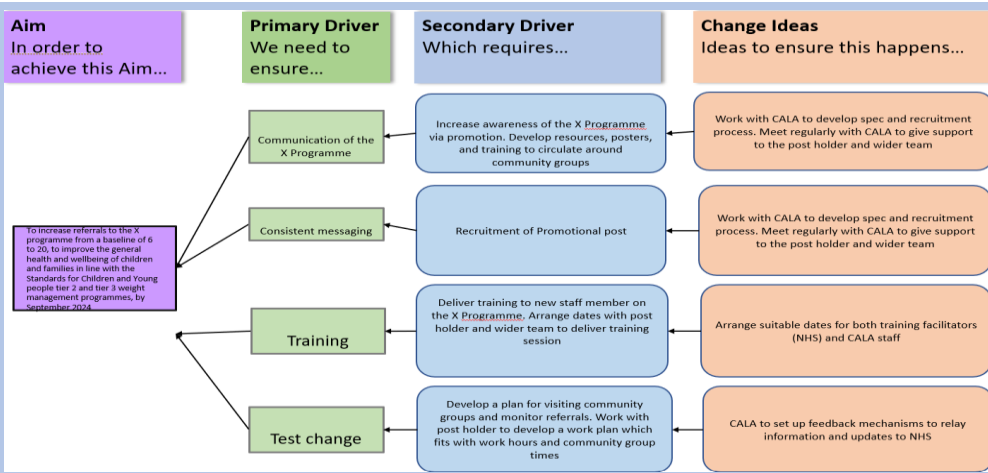 Aim
In order to
achieve this Aim...
Primary Driver
We need to
ensure...
Secondary Driver
Which requires...
Change Ideas
Ideas to ensure this happens...
To increase referrals to the X
programme from a baseline of 6
to 20, to improve the general
health and wellbeing of children
and families in line with the
Standards for Children and Young
people tier 2 and tier 3 weight
management programmes, by
September 2024
Communication of the
X Programme
Increase awareness of the X Programme
via promotion. Develop resources, posters,
and training to circulate around
community groups
Work with CALA to develop spec and recruitment
process. Meet regularly with CALA to give support
to the post holder and wider team
Consistent messaging
Recruitment of Promotional post
Work with CALA to develop spec and recruitment
process. Meet regularly with CALA to give support
to the post holder and wider team
Training
Deliver training to new staff member on
the X Programme. Arrange dates with post
holder and wider team to deliver training
session
Arrange suitable dates for both training facilitators
(NHS) and CALA staff
Test change
Develop a plan for visiting community
groups and monitor referrals. Work with
post holder to develop a work plan which
fits with work hours and community group
times
CALA to set up feedback mechanisms to relay
information and updates to NHS